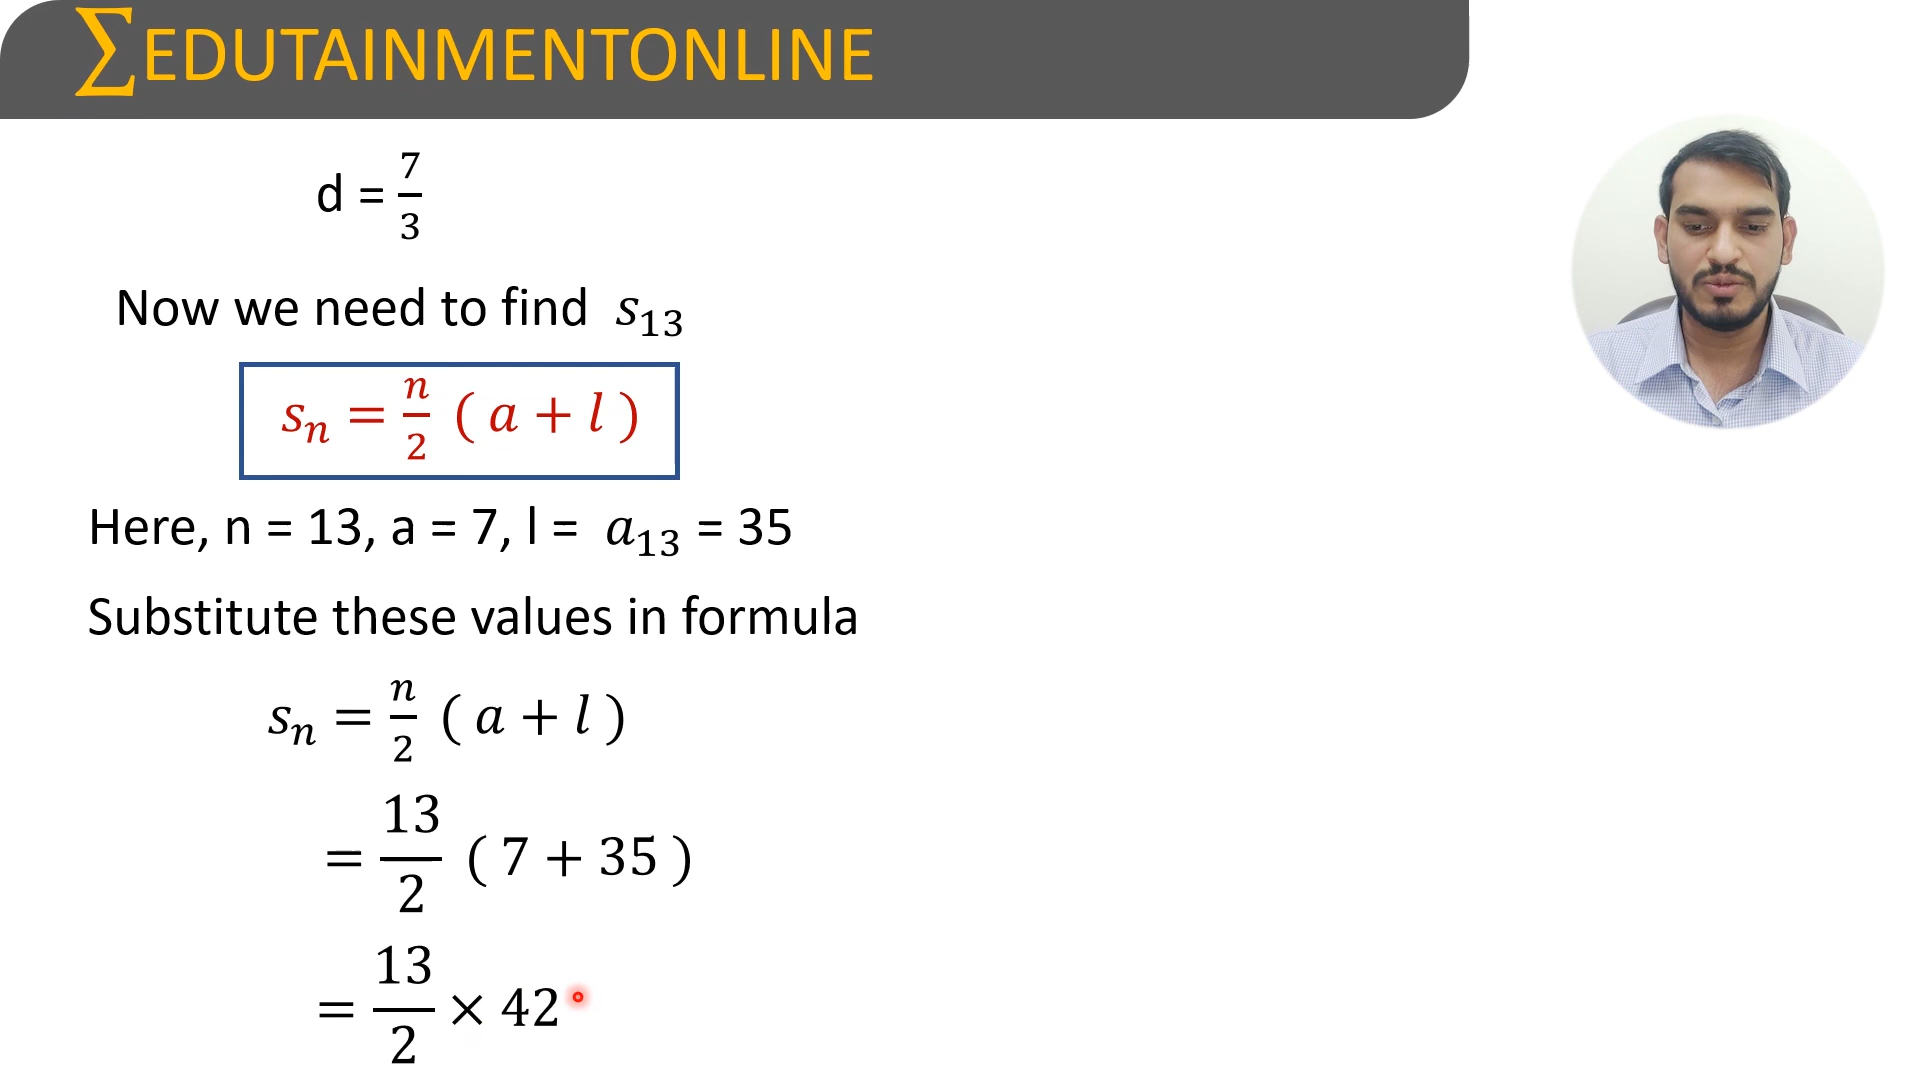 ∑EDUTAINMENTONLINE
d = 7/3
Now we need to find s₁₃
sₙ = n/2 ( a + l )
Here, n = 13, a = 7, l = a₁₃ = 35
Substitute these values in formula
sₙ = n/2 ( a + l )
= 13/2 ( 7 + 35 )
= 13/2 × 42